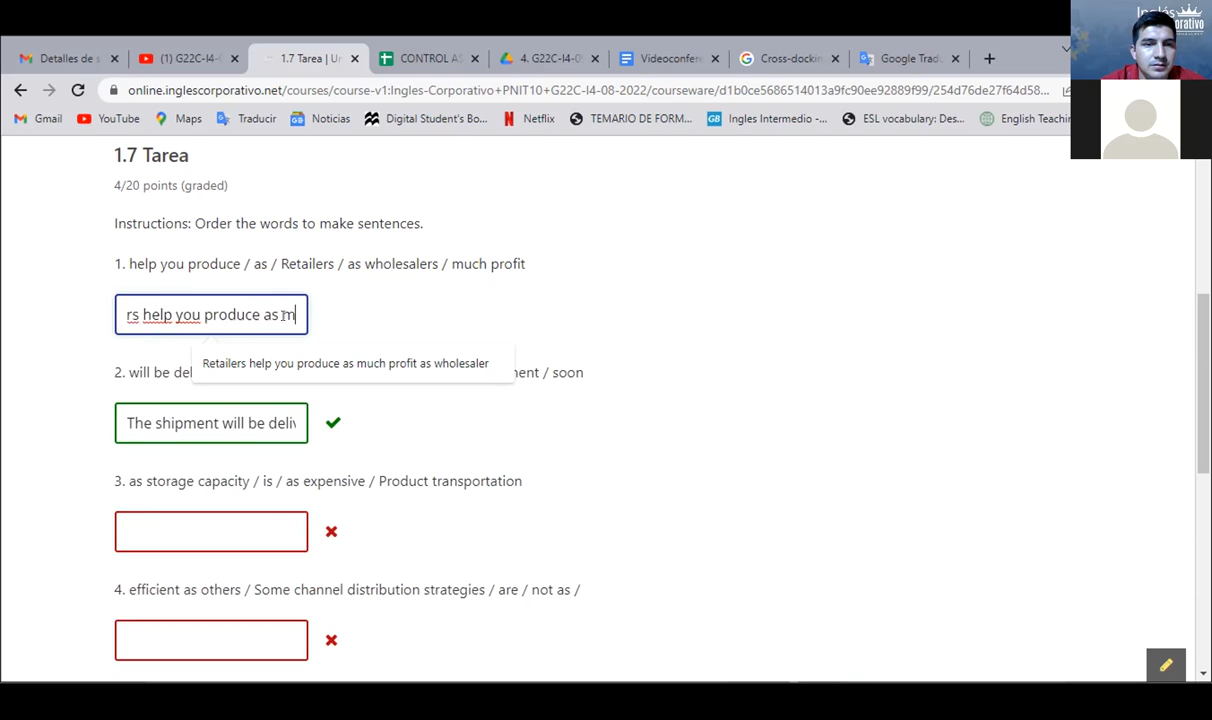 Inglés
Corporativo
Detalles de s
(1) G22C-I4-
1.7 Tarea | Un
CONTROL AS
4. G22C-I4-0
Videoconfer
Cross-dockin
Google Tradu
online.inglescorporativo.net/courses/course-v1:Ingles-Corporativo+PNIT10+G22C-I4-08-2022/courseware/d1b0ce5686514013a9fc90ee92889f99/254d76de27f64d58...
Gmail
YouTube
Maps
Traducir
Noticias
Digital Student's Bo...
Netflix
TEMARIO DE FORM...
Ingles Intermedio -...
ESL vocabulary: Des...
English Teachin
1.7 Tarea
4/20 points (graded)
Instructions: Order the words to make sentences.
1. help you produce / as / Retailers / as wholesalers / much profit
rs help you produce as m
Retailers help you produce as much profit as wholesaler
2. will be del
ment / soon
The shipment will be deliv
3. as storage capacity / is / as expensive / Product transportation
4. efficient as others / Some channel distribution strategies / are / not as /